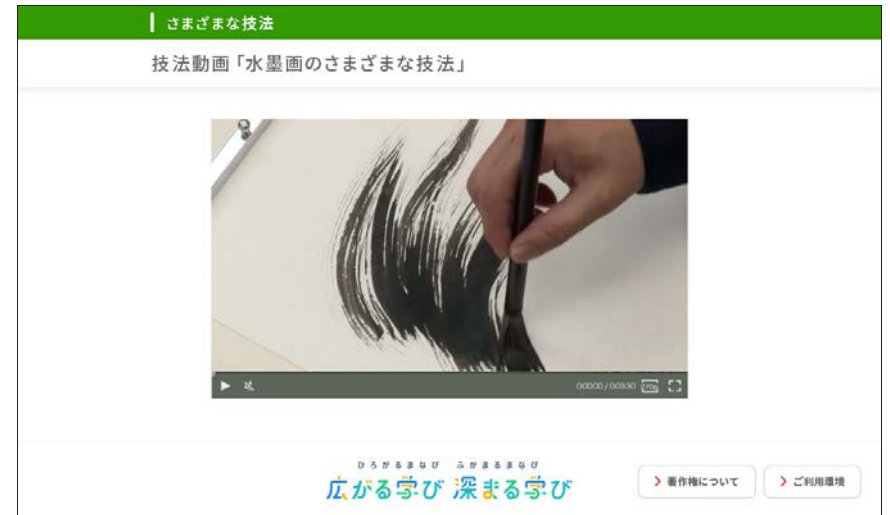 さまざまな技法
技法動画「水墨画のさまざまな技法」
00:00:00 / 00:03:30
ひろがるまなび ふかまるまなび
広がる学び 深まる学び
著作権について
ご利用環境